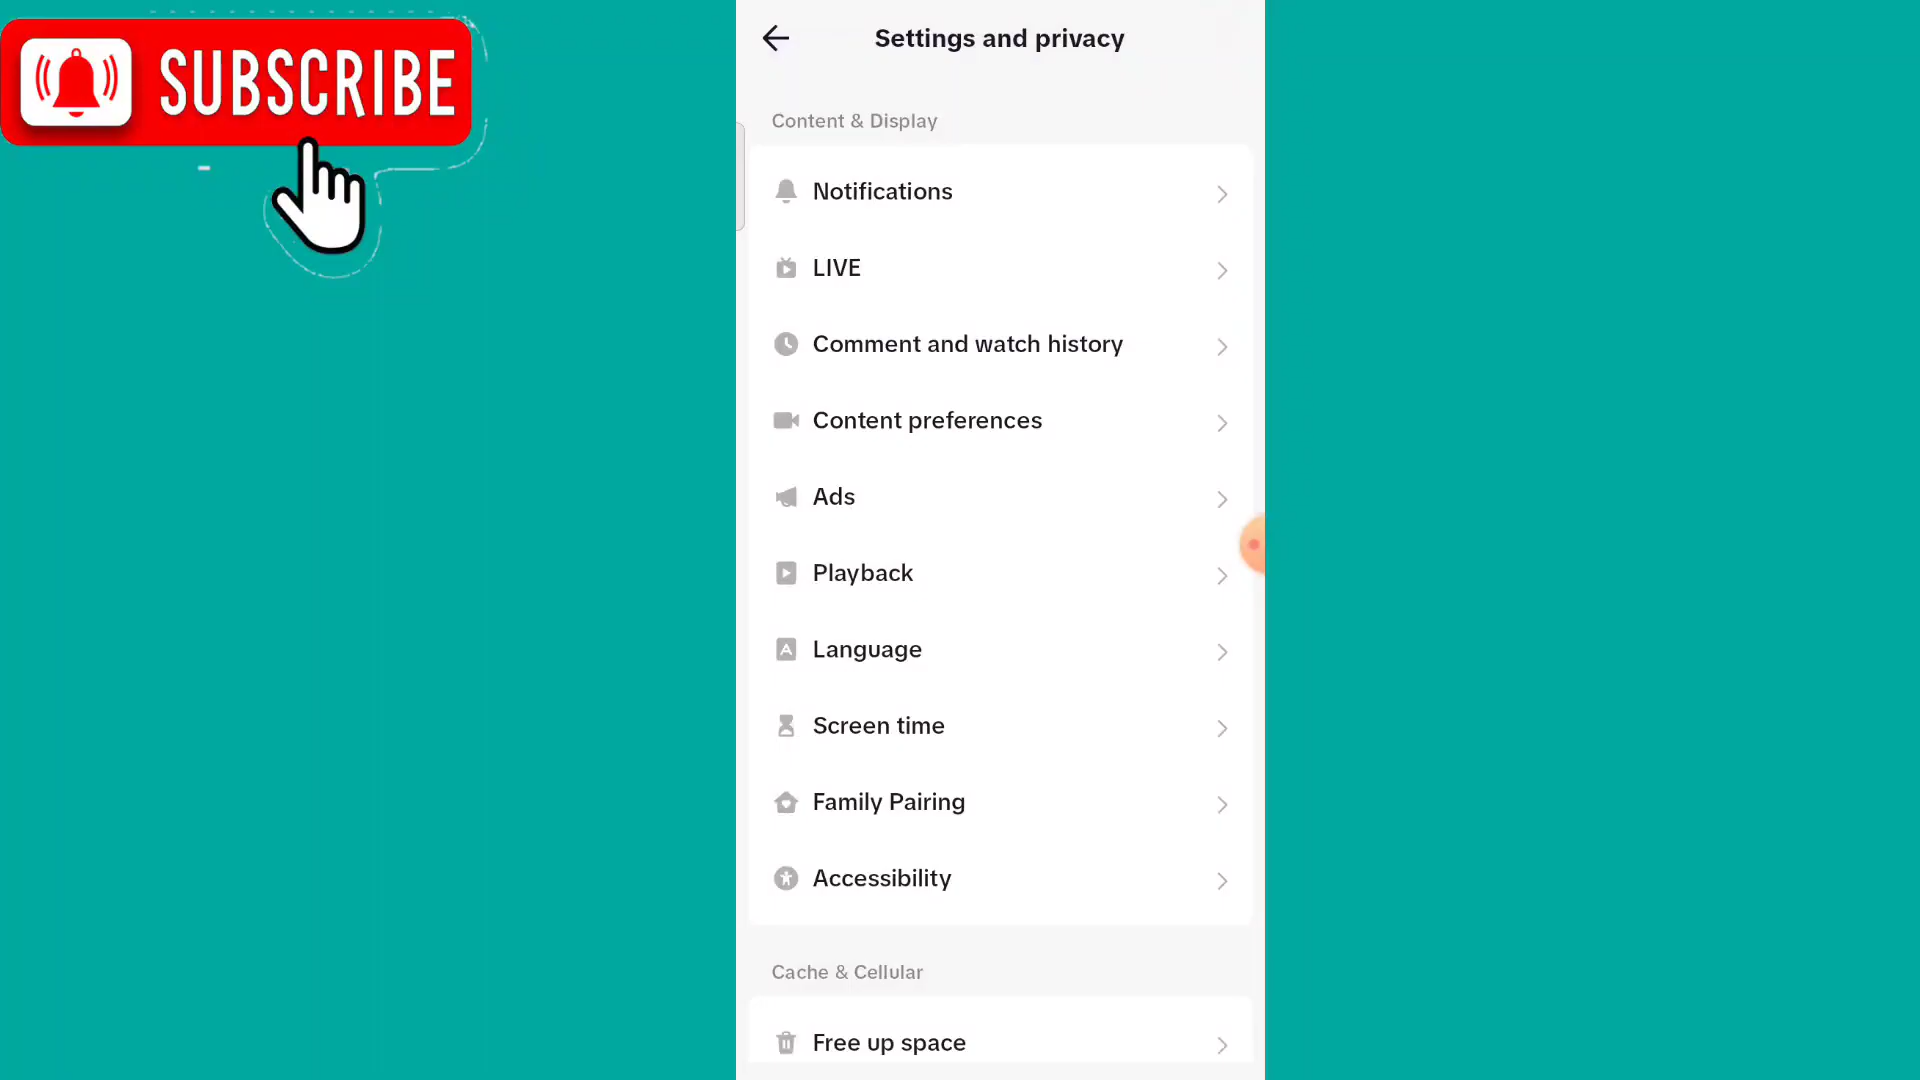 SUBSCRIBE
Settings and privacy
Content & Display
Notifications
LIVE
Comment and watch history
Content preferences
Ads
Playback
A Language
Screen time
Family Pairing
Accessibility
Cache & Cellular
Free up space